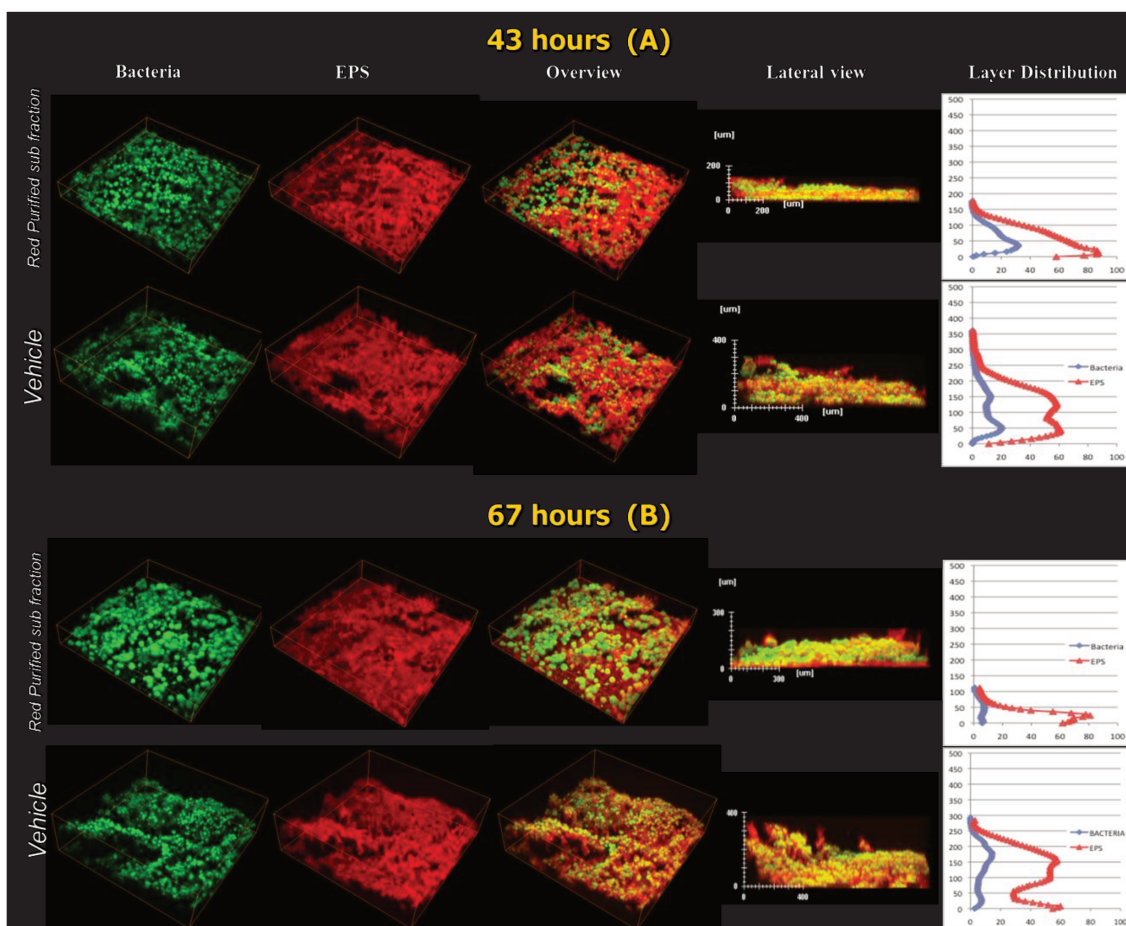 43 hours (A)
Bacteria EPS Overview Lateral view Layer Distribution
Red Purified sub fraction
[um]
200
0
0 200 [um]
500
450
400
350
300
250
200
150
100
50
0
0 20 40 60 80 100
Vehicle
[um]
400
0
0 400 [um]
500
450
400
350
300
250
200
150
100
50
0
Bacteria
EPS
0 20 40 60 80 100
67 hours (B)
Red Purified sub fraction
[um]
300
0
0 300 [um]
500
450
400
350
300
250
200
150
100
50
0
Bacteria
EPS
0 20 40 60 80 100
Vehicle
[um]
400
0
0 400
500
450
400
350
300
250
200
150
100
50
0
BACTERIA
EPS
0 20 40 60 80 100